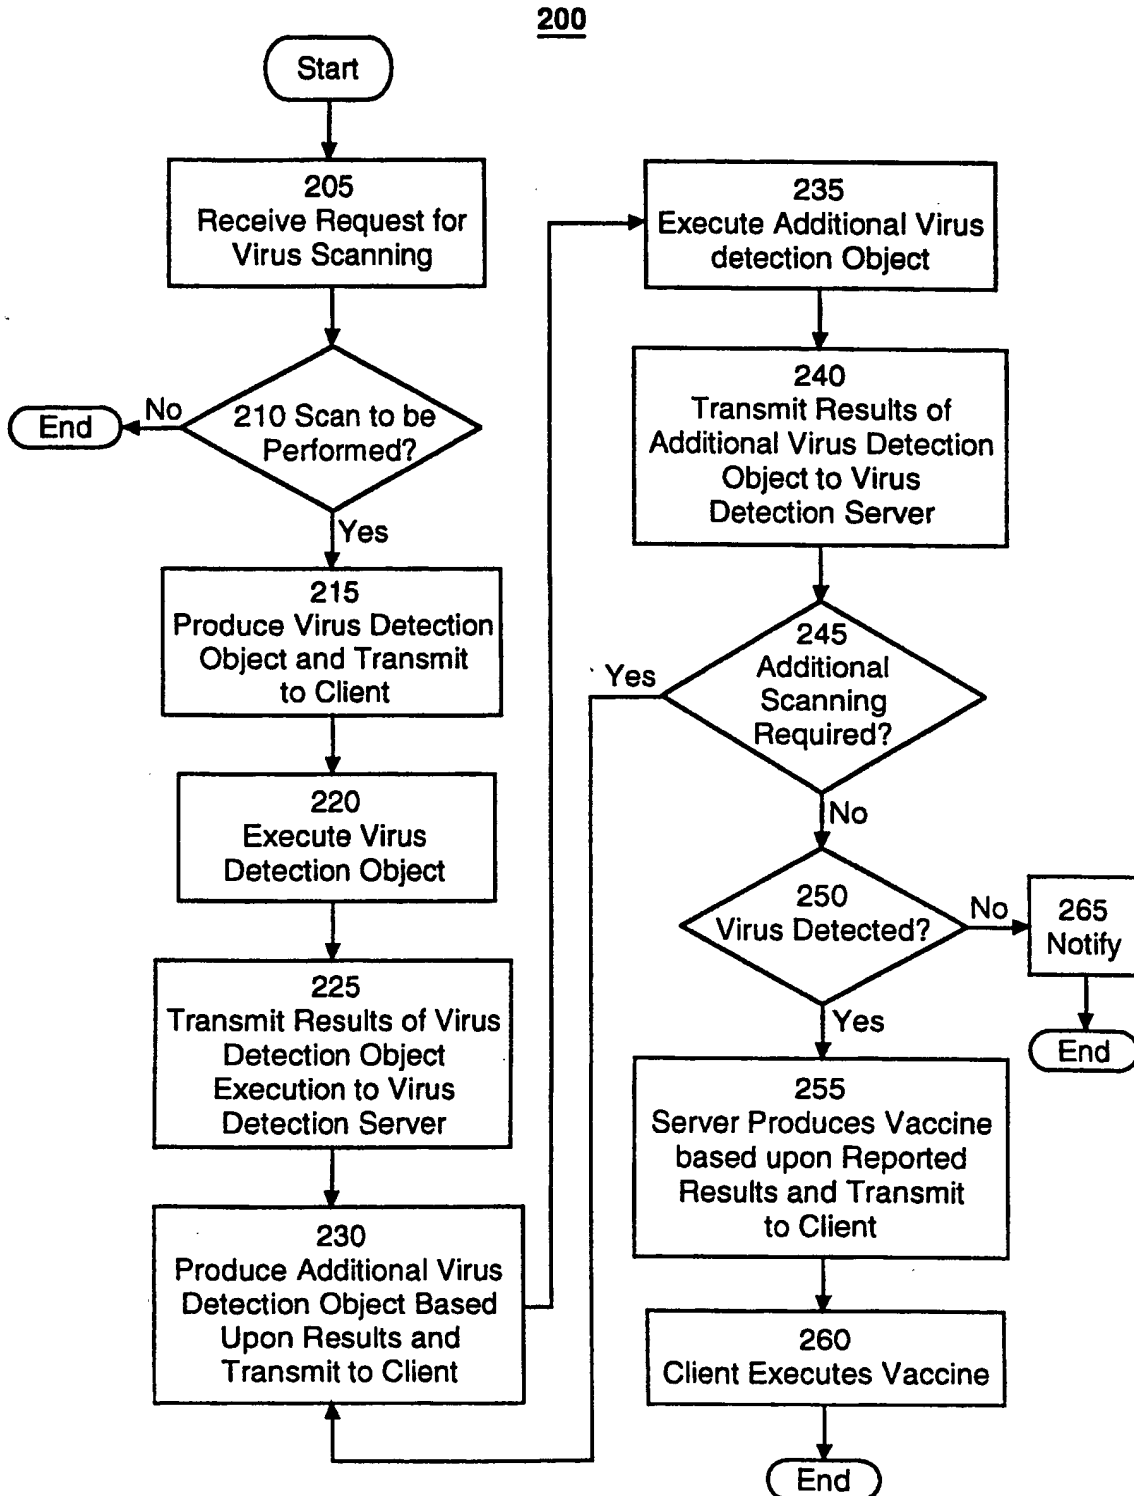 200
Start
205
Receive Request for
Virus Scanning
210 Scan to be
Performed?
No
End
Yes
215
Produce Virus Detection
Object and Transmit
to Client
220
Execute Virus
Detection Object
225
Transmit Results of Virus
Detection Object
Execution to Virus
Detection Server
230
Produce Additional Virus
Detection Object Based
Upon Results and
Transmit to Client
235
Execute Additional Virus
detection Object
240
Transmit Results of
Additional Virus Detection
Object to Virus
Detection Server
245
Additional
Scanning
Required?
Yes
No
250
Virus Detected?
No
265
Notify
End
Yes
255
Server Produces Vaccine
based upon Reported
Results and Transmit
to Client
260
Client Executes Vaccine
End